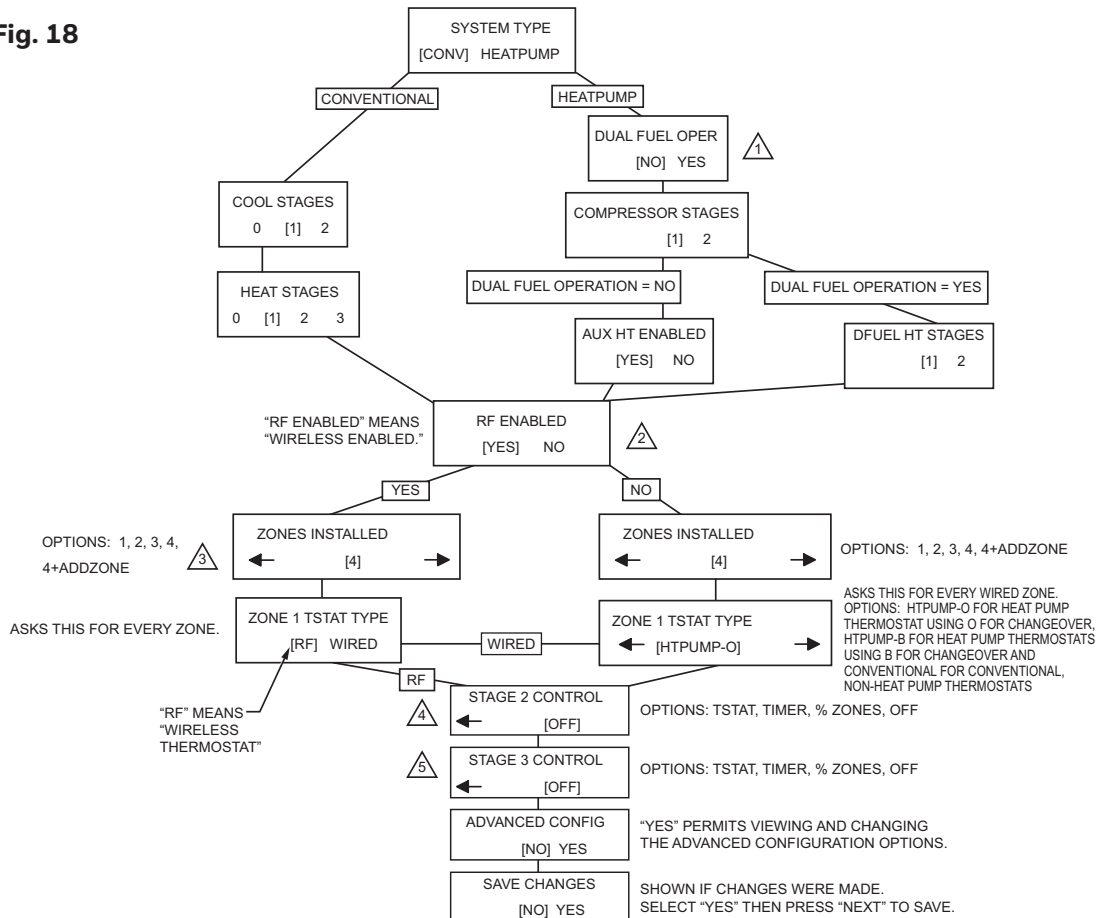 Fig. 18
SYSTEM TYPE
[CONV] HEATPUMP
CONVENTIONAL
HEATPUMP
DUAL FUEL OPER
[NO] YES
1
COOL STAGES
0 [1] 2
COMPRESSOR STAGES
[1] 2
HEAT STAGES
0 [1] 2 3
DUAL FUEL OPERATION = NO
DUAL FUEL OPERATION = YES
AUX HT ENABLED
[YES] NO
DFUEL HT STAGES
[1] 2
“RF ENABLED” MEANS
“WIRELESS ENABLED.”
RF ENABLED
[YES] NO
2
YES
NO
OPTIONS: 1, 2, 3, 4,
4+ADDZONE
3
ZONES INSTALLED
[4]
ZONES INSTALLED
[4]
OPTIONS: 1, 2, 3, 4, 4+ADDZONE
ASKS THIS FOR EVERY ZONE.
ZONE 1 TSTAT TYPE
[RF] WIRED
WIRED
ZONE 1 TSTAT TYPE
[HTPUMP-O]
ASKS THIS FOR EVERY WIRED ZONE.
OPTIONS: HTPUMP-O FOR HEAT PUMP
THERMOSTAT USING O FOR CHANGEOVER,
HTPUMP-B FOR HEAT PUMP THERMOSTATS
USING B FOR CHANGEOVER AND
CONVENTIONAL FOR CONVENTIONAL,
NON-HEAT PUMP THERMOSTATS
RF
“RF” MEANS
“WIRELESS
THERMOSTAT”
4
STAGE 2 CONTROL
[OFF]
OPTIONS: TSTAT, TIMER, % ZONES, OFF
5
STAGE 3 CONTROL
[OFF]
OPTIONS: TSTAT, TIMER, % ZONES, OFF
ADVANCED CONFIG
[NO] YES
“YES” PERMITS VIEWING AND CHANGING
THE ADVANCED CONFIGURATION OPTIONS.
SAVE CHANGES
[NO] YES
SHOWN IF CHANGES WERE MADE.
SELECT “YES” THEN PRESS “NEXT” TO SAVE.